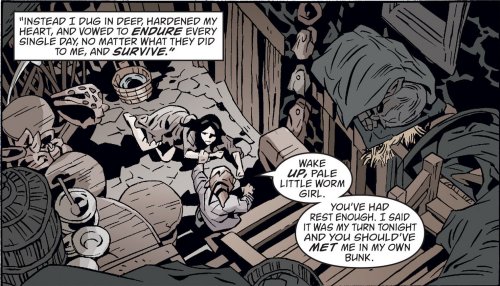 "INSTEAD I DUG IN DEEP, HARDENED MY
HEART, AND VOWED TO ENDURE EVERY
SINGLE DAY, NO MATTER WHAT THEY DID
TO ME, AND SURVIVE."
WAKE
UP, PALE
LITTLE WORM
GIRL.
YOU'VE HAD
REST ENOUGH. I SAID
IT WAS MY TURN TONIGHT
AND YOU SHOULD'VE
MET ME IN MY OWN
BUNK.